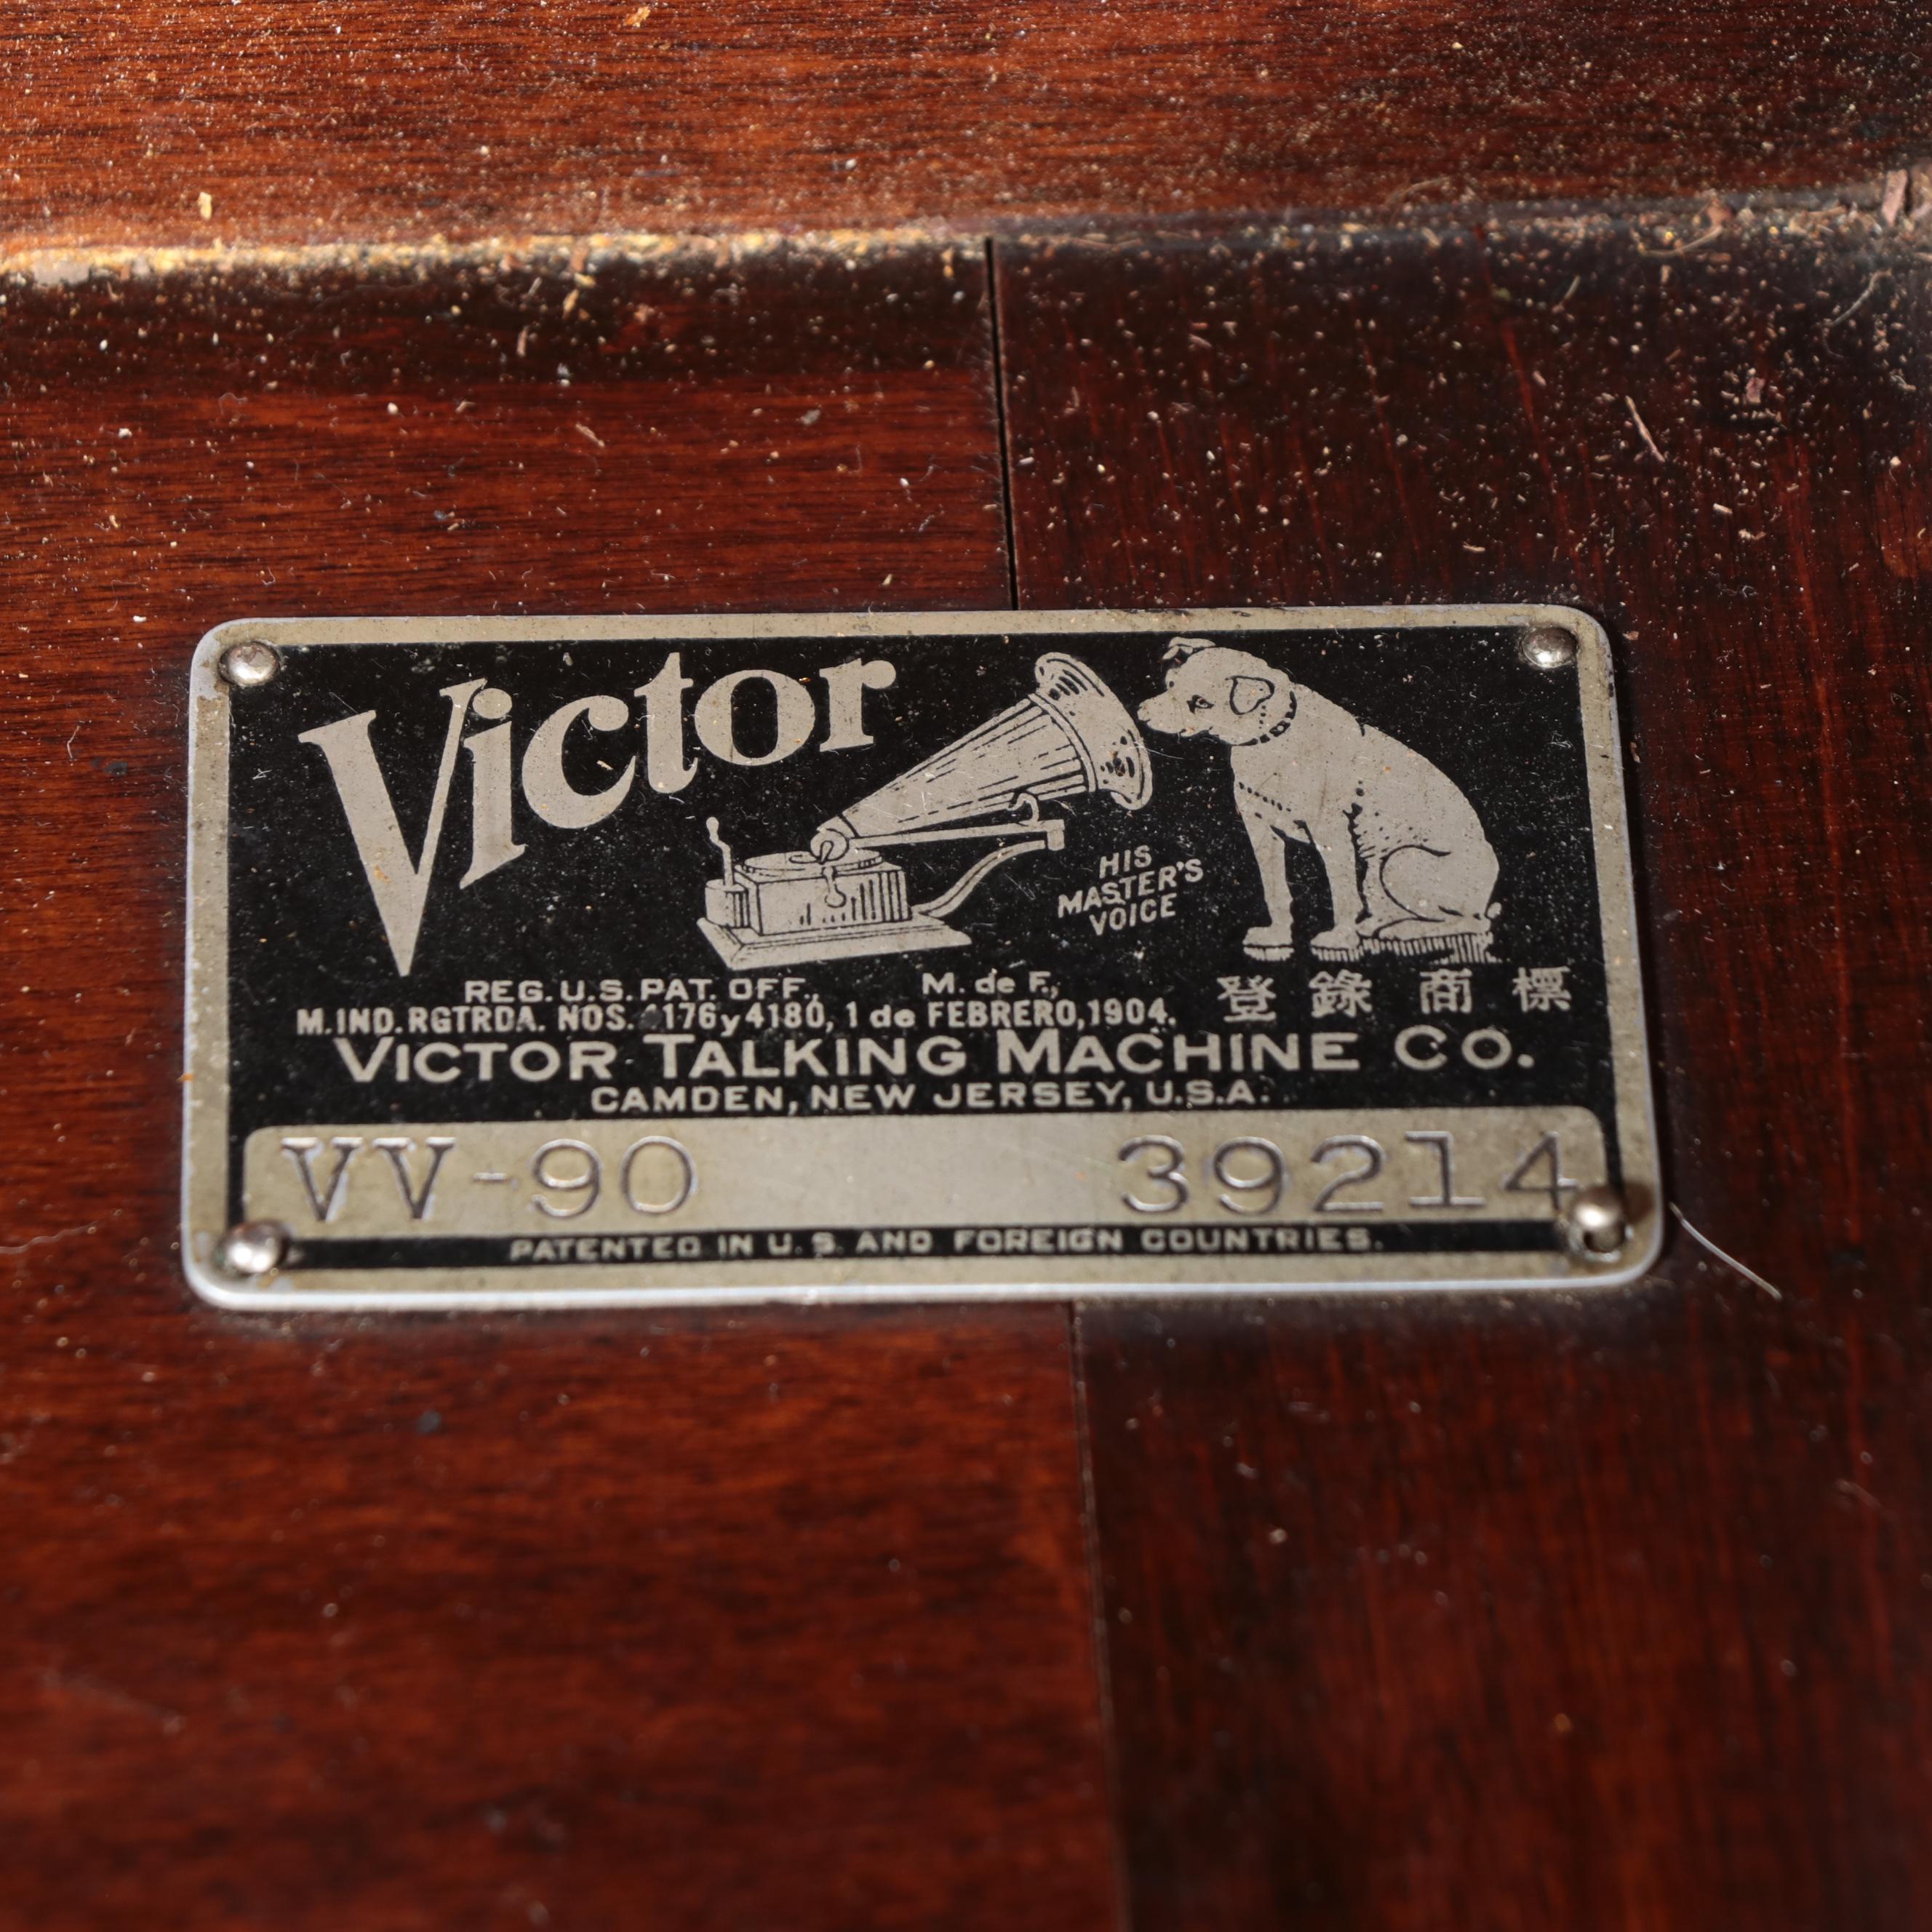 Victor
HIS
MASTER'S
VOICE
REG. U.S. PAT. OFF., M. de F.,
M. IND. RGTRDA. NOS. 4176 y 4180, 1 de FEBRERO, 1904.
登 錄 商 標
VICTOR TALKING MACHINE CO.
CAMDEN, NEW JERSEY, U.S.A.
VV-90 39214
PATENTED IN U.S. AND FOREIGN COUNTRIES.